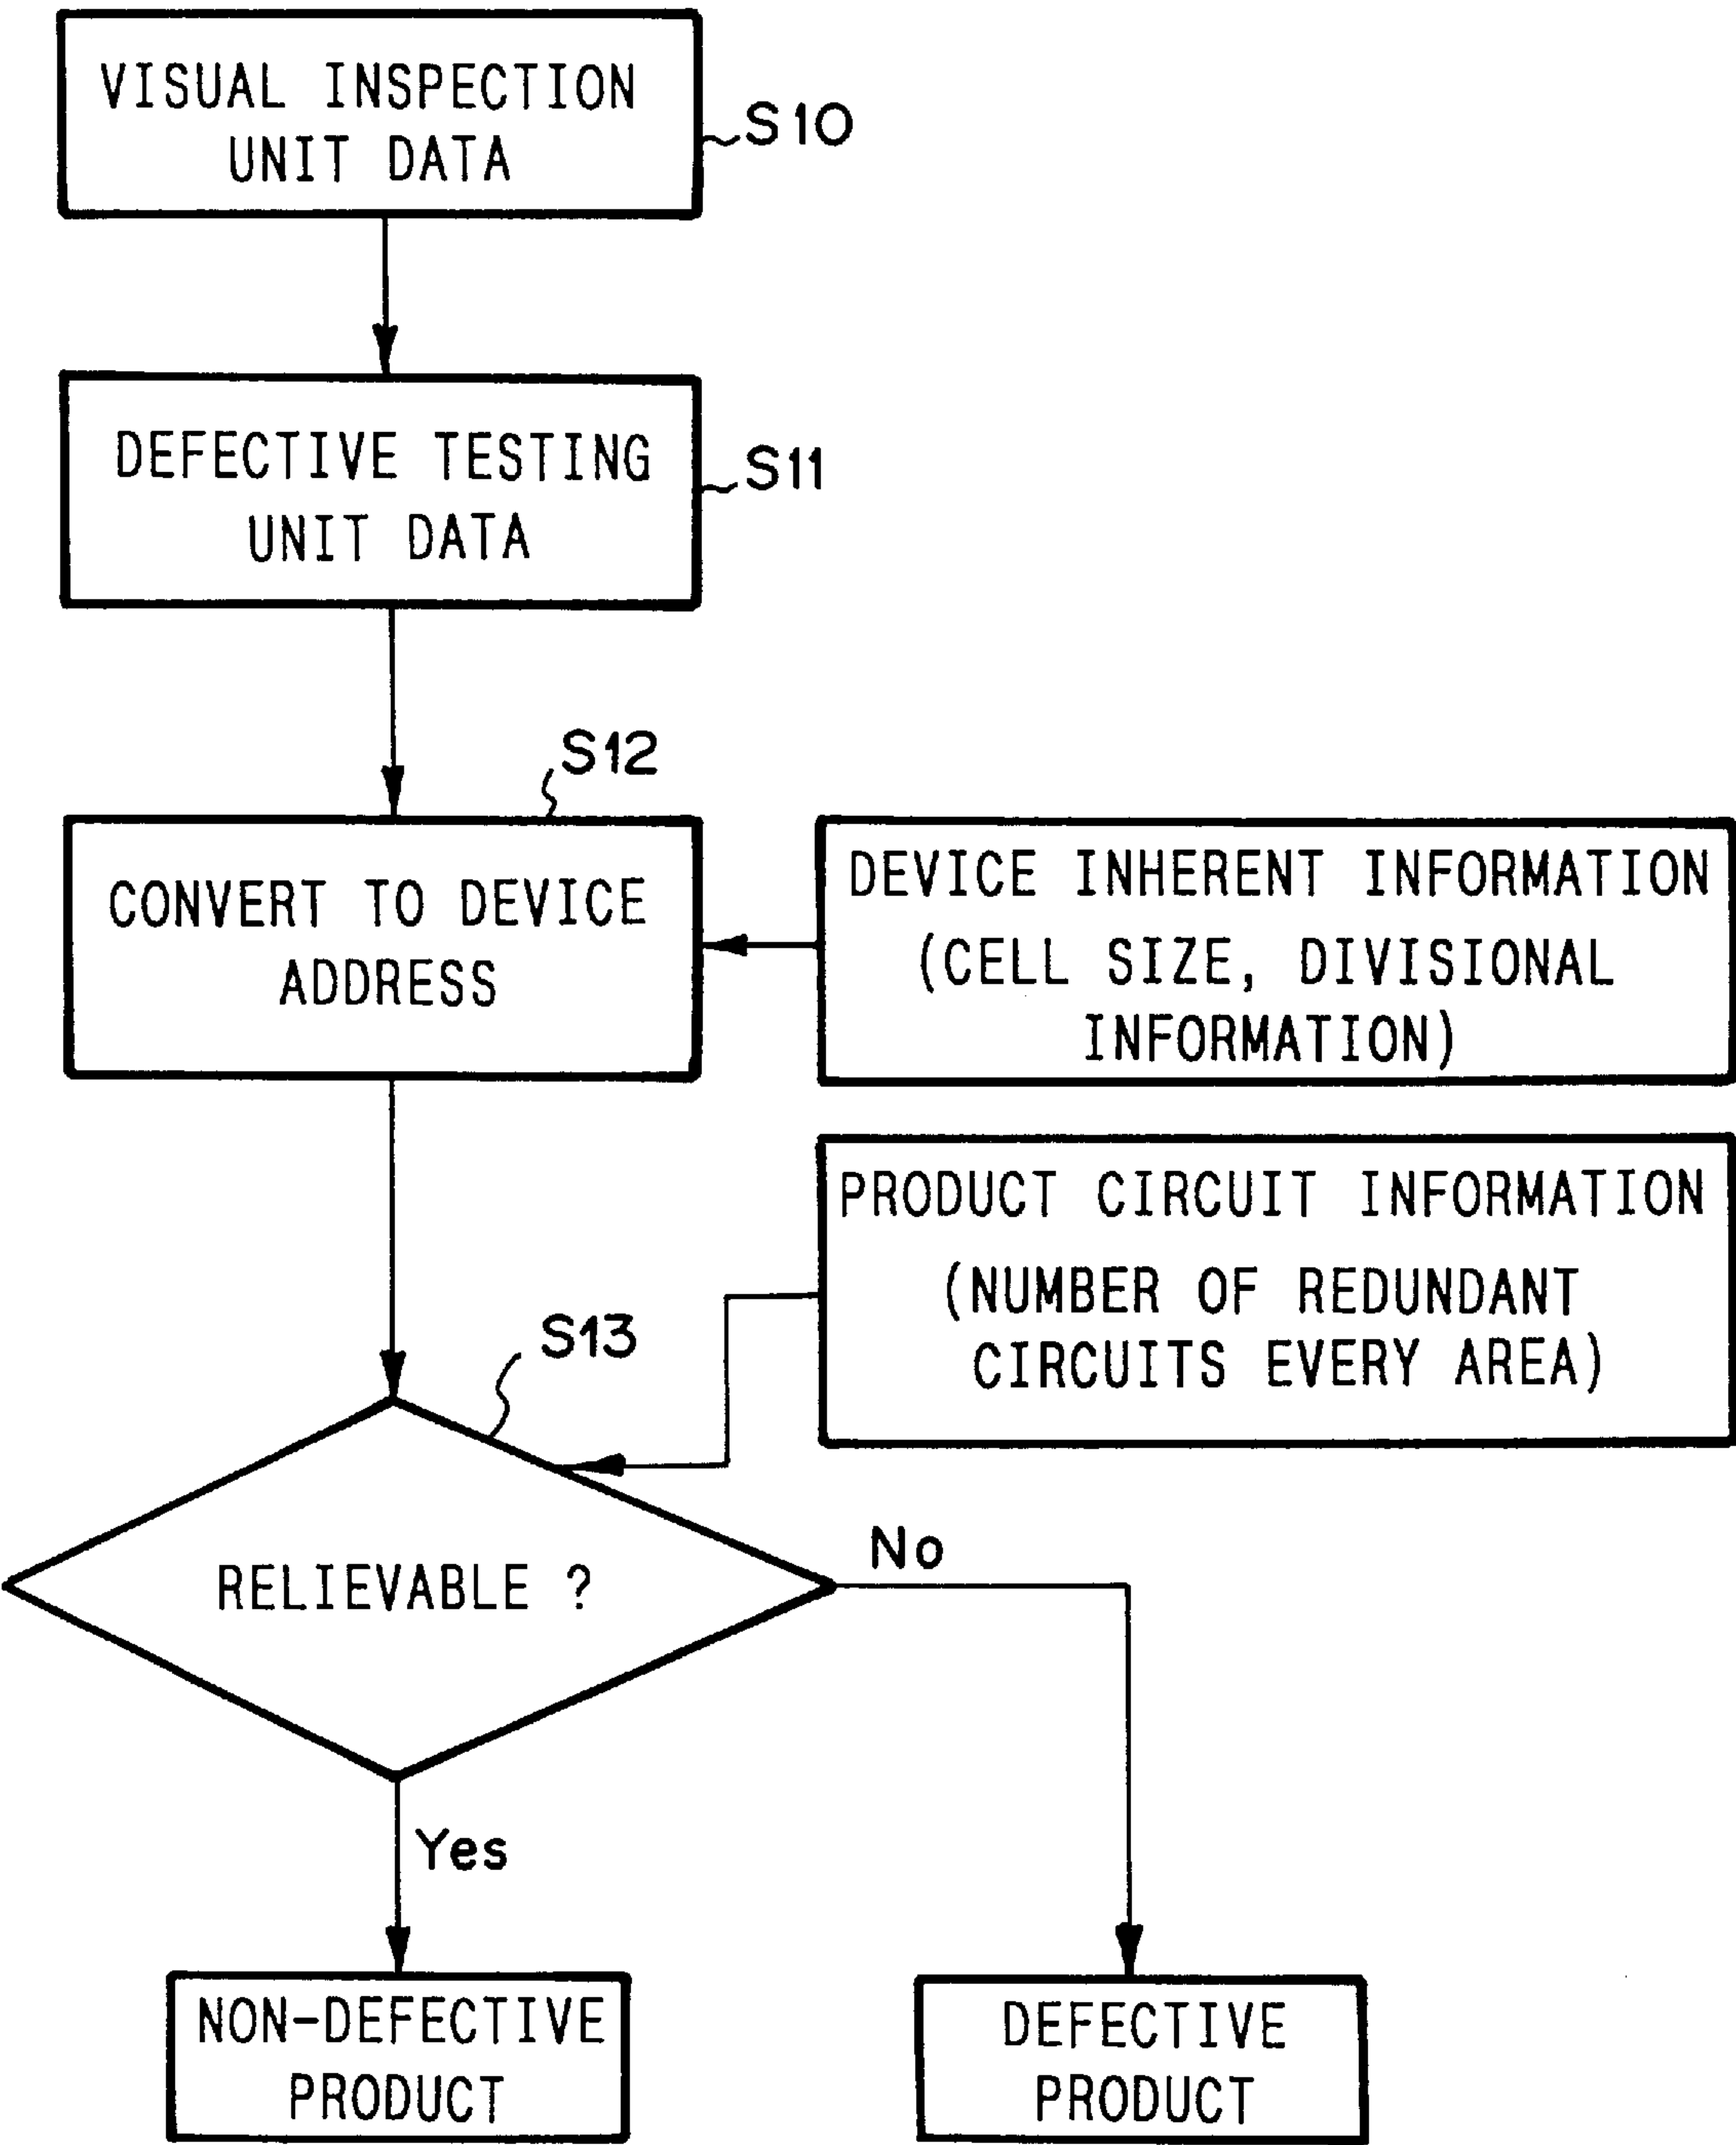 VISUAL INSPECTION
UNIT DATA
S10
DEFECTIVE TESTING
UNIT DATA
S11
S12
CONVERT TO DEVICE
ADDRESS
DEVICE INHERENT INFORMATION
(CELL SIZE, DIVISIONAL
INFORMATION)
PRODUCT CIRCUIT INFORMATION
(NUMBER OF REDUNDANT
CIRCUITS EVERY AREA)
S13
RELIEVABLE ?
No
Yes
NON-DEFECTIVE
PRODUCT
DEFECTIVE
PRODUCT